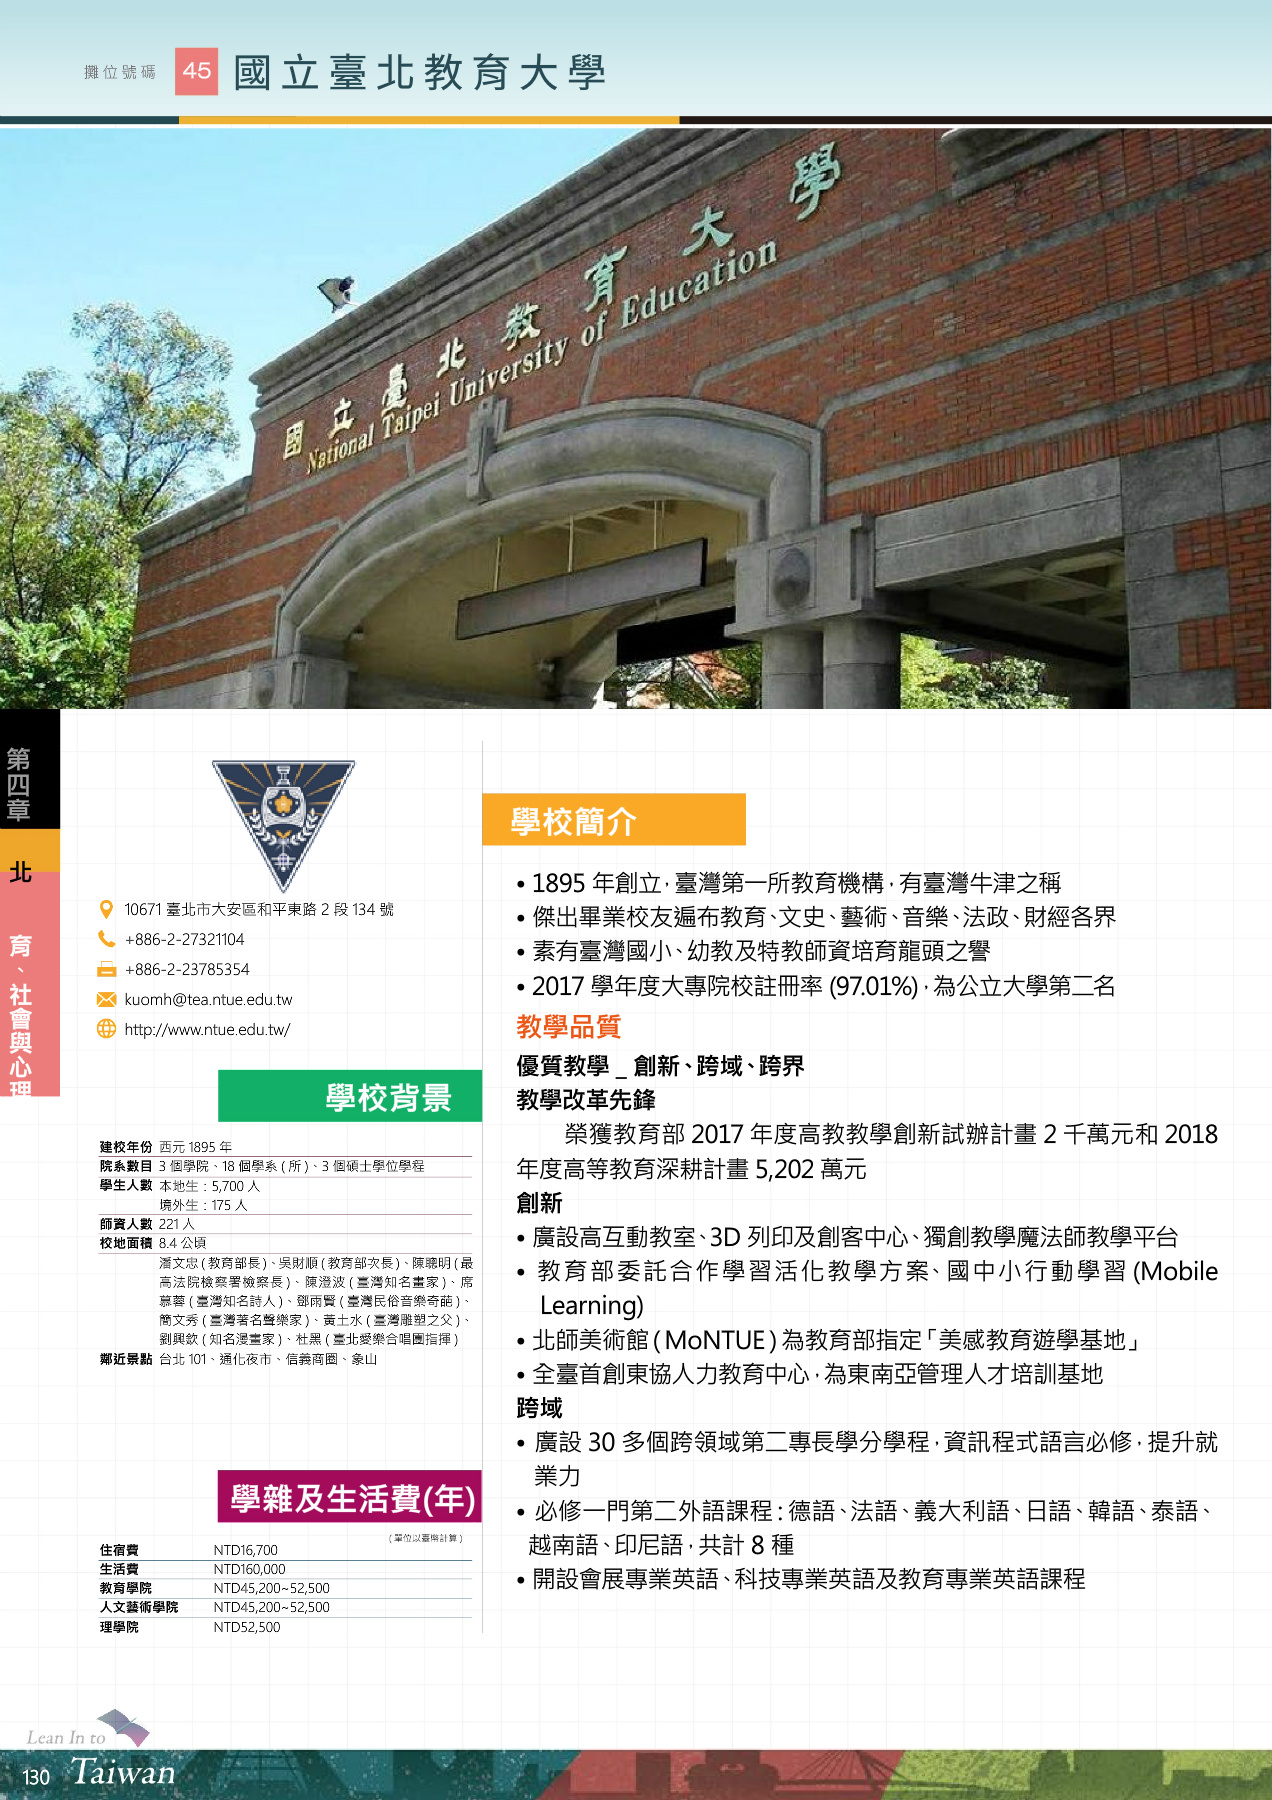 攤位號碼 45 國立臺北教育大學
國立臺北教育大學
National Taipei University of Education
第四章
北
育、社會與心理
10671 臺北市大安區和平東路 2 段 134 號
+886-2-27321104
+886-2-23785354
kuomh@tea.ntue.edu.tw
http://www.ntue.edu.tw/
學校背景
建校年份 西元 1895 年
院系數目 3 個學院、18 個學系 ( 所 )、3 個碩士學位學程
學生人數 本地生：5,700 人
境外生：175 人
師資人數 221 人
校地面積 8.4 公頃
潘文忠 ( 教育部長 )、吳財順 ( 教育部次長 )、陳聰明 ( 最
高法院檢察署檢察長 )、陳澄波 ( 臺灣知名畫家 )、席
慕蓉 ( 臺灣知名詩人 )、鄧雨賢 ( 臺灣民俗音樂奇葩 )、
簡文秀 ( 臺灣著名聲樂家 )、黃土水 ( 臺灣雕塑之父 )、
劉興欽 ( 知名漫畫家 )、杜黑 ( 臺北愛樂合唱團指揮 )
鄰近景點 台北 101、通化夜市、信義商圈、象山
學雜及生活費(年)
( 單位以臺幣計算 )
住宿費 NTD16,700
生活費 NTD160,000
教育學院 NTD45,200~52,500
人文藝術學院 NTD45,200~52,500
理學院 NTD52,500
學校簡介
• 1895 年創立，臺灣第一所教育機構，有臺灣牛津之稱
• 傑出畢業校友遍布教育、文史、藝術、音樂、法政、財經各界
• 素有臺灣國小、幼教及特教師資培育龍頭之譽
• 2017 學年度大專院校註冊率 (97.01%)，為公立大學第二名
教學品質
優質教學 _ 創新、跨域、跨界
教學改革先鋒
榮獲教育部 2017 年度高教教學創新試辦計畫 2 千萬元和 2018
年度高等教育深耕計畫 5,202 萬元
創新
• 廣設高互動教室、3D 列印及創客中心、獨創教學魔法師教學平台
• 教育部委託合作學習活化教學方案、國中小行動學習 (Mobile
Learning)
• 北師美術館 ( MoNTUE ) 為教育部指定「美感教育遊學基地」
• 全臺首創東協人力教育中心，為東南亞管理人才培訓基地
跨域
• 廣設 30 多個跨領域第二專長學分學程，資訊程式語言必修，提升就
業力
• 必修一門第二外語課程：德語、法語、義大利語、日語、韓語、泰語、
越南語、印尼語，共計 8 種
• 開設會展專業英語、科技專業英語及教育專業英語課程
Lean In to
Taiwan
130